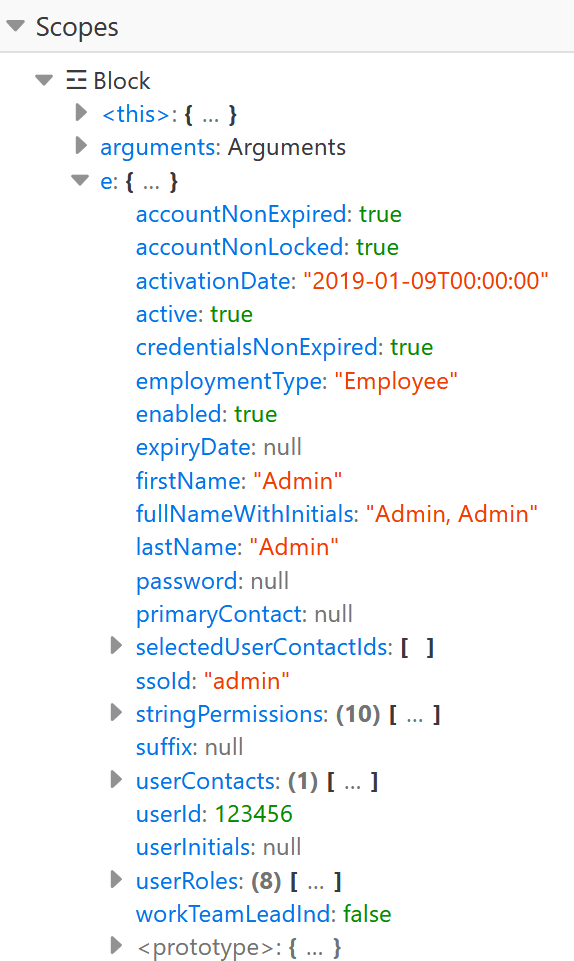 Scopes
Block
<this>: { … }
arguments: Arguments
e: { … }
accountNonExpired: true
accountNonLocked: true
activationDate: "2019-01-09T00:00:00"
active: true
credentialsNonExpired: true
employmentType: "Employee"
enabled: true
expiryDate: null
firstName: "Admin"
fullNameWithInitials: "Admin, Admin"
lastName: "Admin"
password: null
primaryContact: null
selectedUserContactIds: [ ]
ssoId: "admin"
stringPermissions: (10) [ … ]
suffix: null
userContacts: (1) [ … ]
userId: 123456
userInitials: null
userRoles: (8) [ … ]
workTeamLeadInd: false
<prototype>: { … }